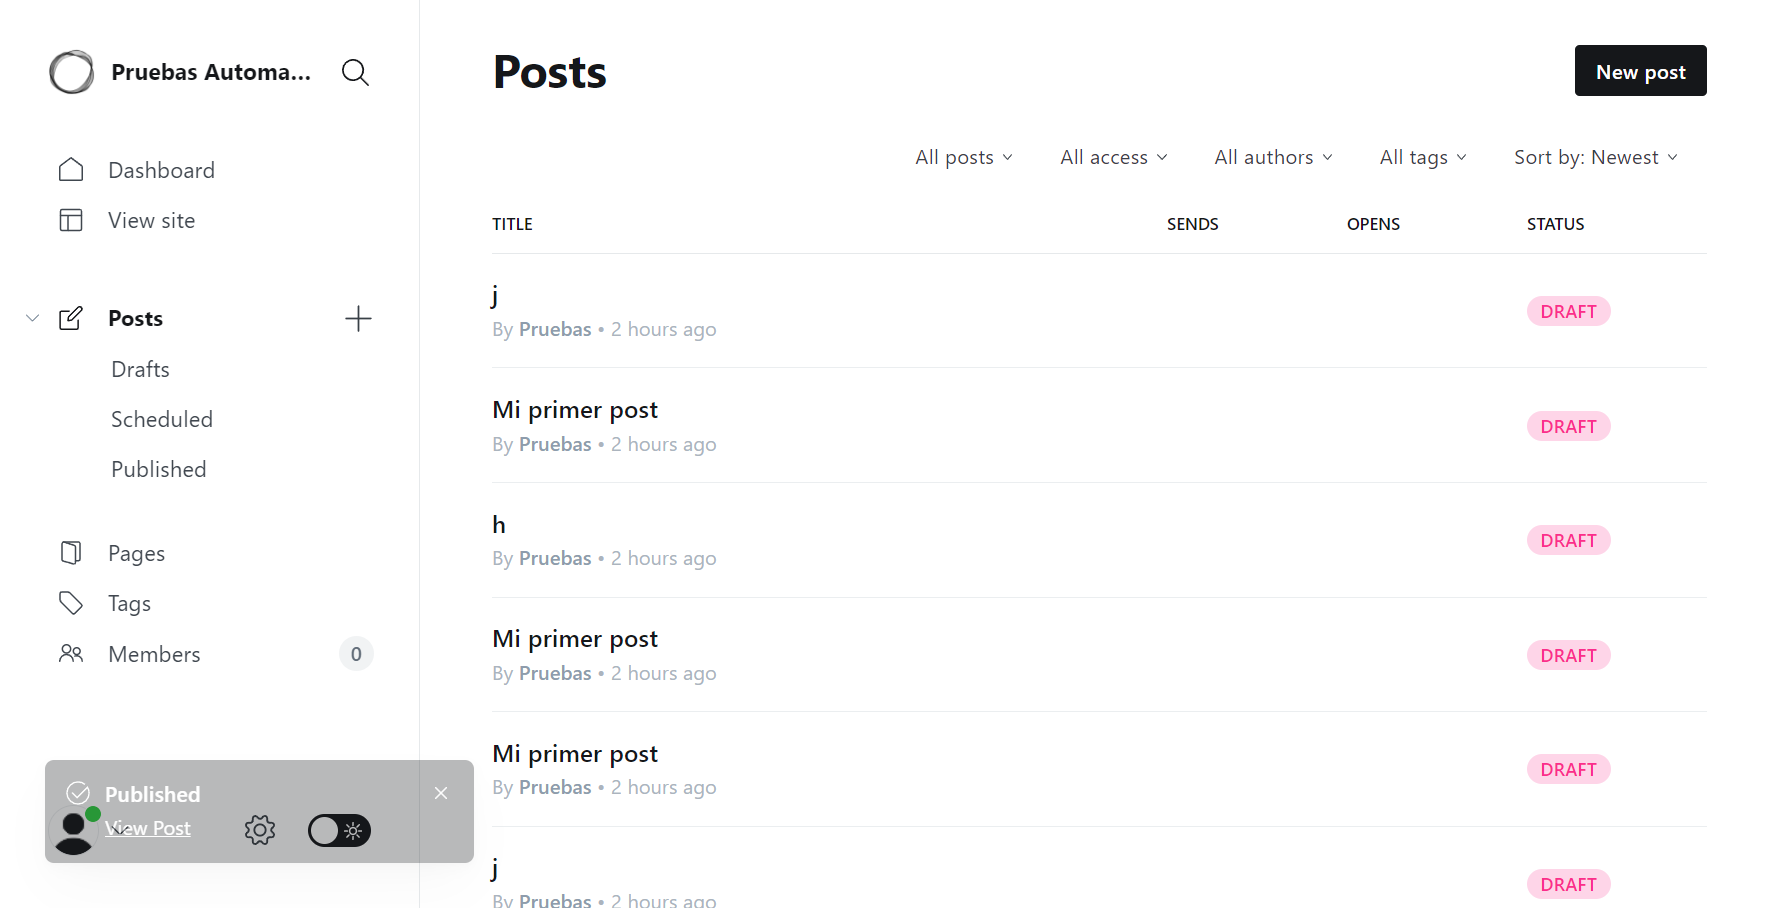 Pruebas Automa...
Dashboard
View site
Posts
Drafts
Scheduled
Published
Pages
Tags
Members
0
Published
View Post
Posts
New post
All posts
All access
All authors
All tags
Sort by: Newest
TITLE
SENDS
OPENS
STATUS
j
By Pruebas • 2 hours ago
DRAFT
Mi primer post
By Pruebas • 2 hours ago
DRAFT
h
By Pruebas • 2 hours ago
DRAFT
Mi primer post
By Pruebas • 2 hours ago
DRAFT
Mi primer post
By Pruebas • 2 hours ago
DRAFT
j
By Pruebas • 2 hours ago
DRAFT